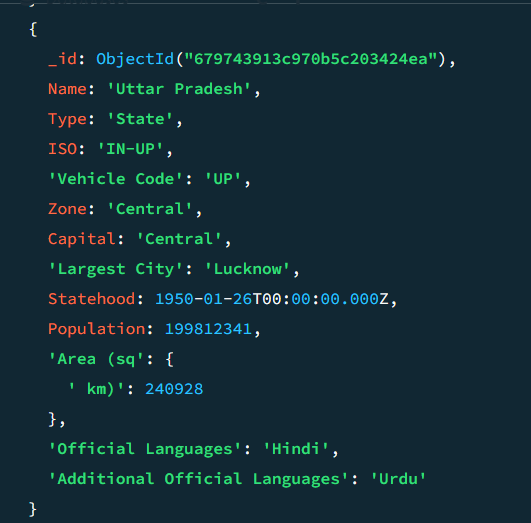 {
_id: ObjectId("679743913c970b5c203424ea"),
Name: 'Uttar Pradesh',
Type: 'State',
ISO: 'IN-UP',
'Vehicle Code': 'UP',
Zone: 'Central',
Capital: 'Central',
'Largest City': 'Lucknow',
Statehood: 1950-01-26T00:00:00.000Z,
Population: 199812341,
'Area (sq': {
' km)': 240928
},
'Official Languages': 'Hindi',
'Additional Official Languages': 'Urdu'
}